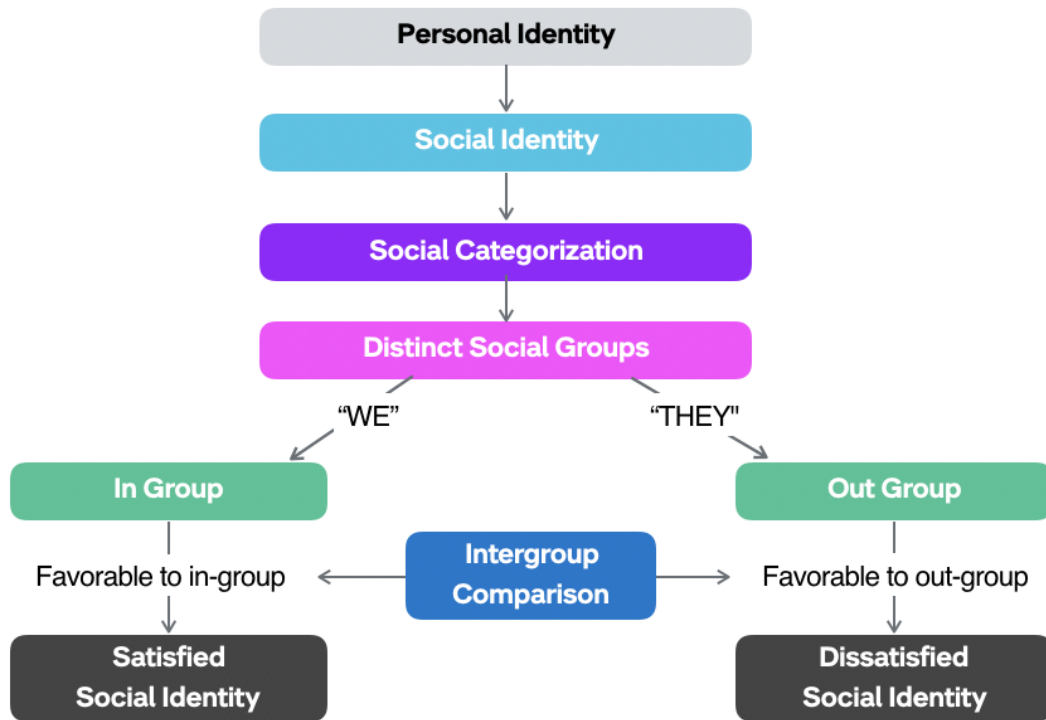 Personal Identity
Social Identity
Social Categorization
Distinct Social Groups
“WE”
“THEY"
In Group
Out Group
Intergroup
Comparison
Favorable to in-group
Favorable to out-group
Satisfied
Social Identity
Dissatisfied
Social Identity